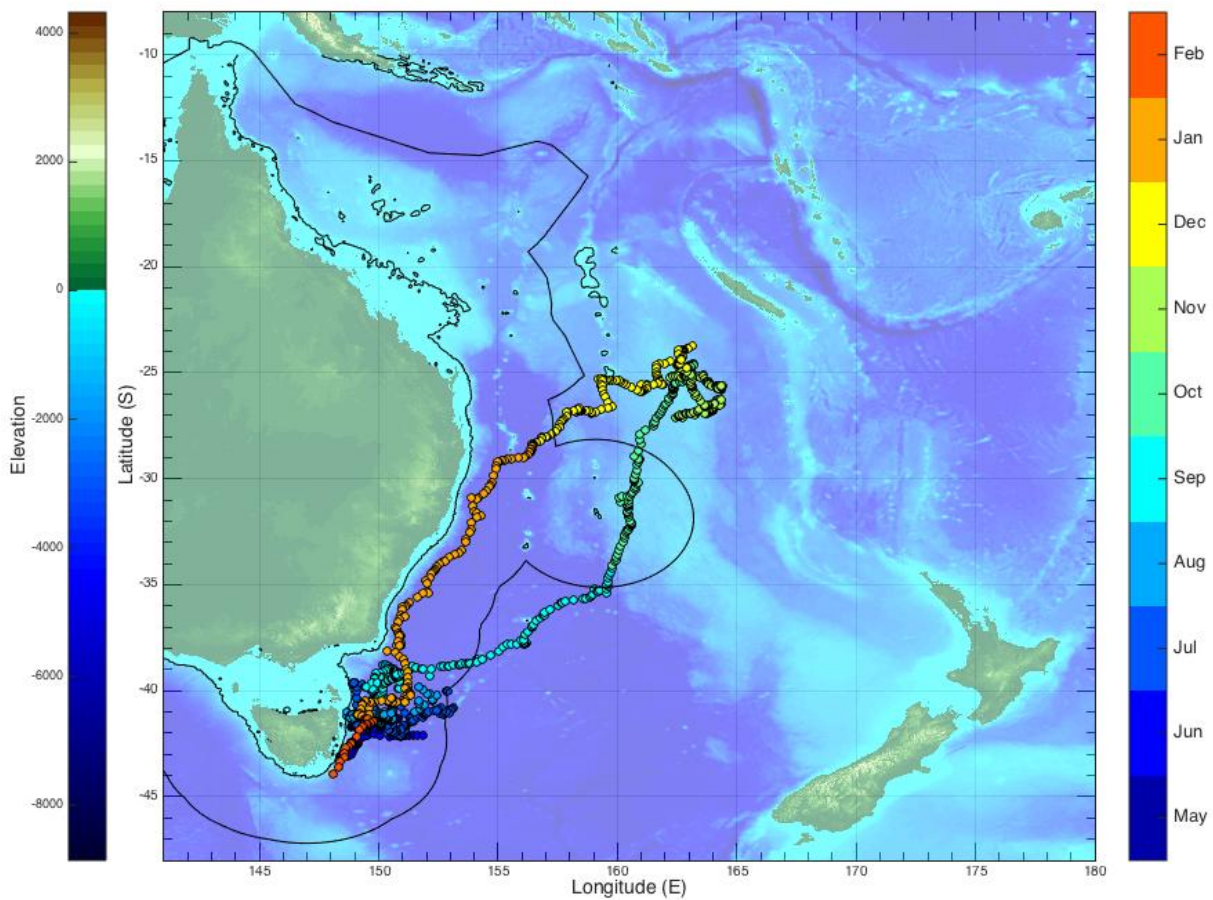 4000
2000
0
-2000
-4000
-6000
-8000
Elevation
-10
-15
-20
-25
-30
-35
-40
-45
Latitude (S)
145
150
155
160
165
170
175
180
Longitude (E)
Feb
Jan
Dec
Nov
Oct
Sep
Aug
Jul
Jun
May